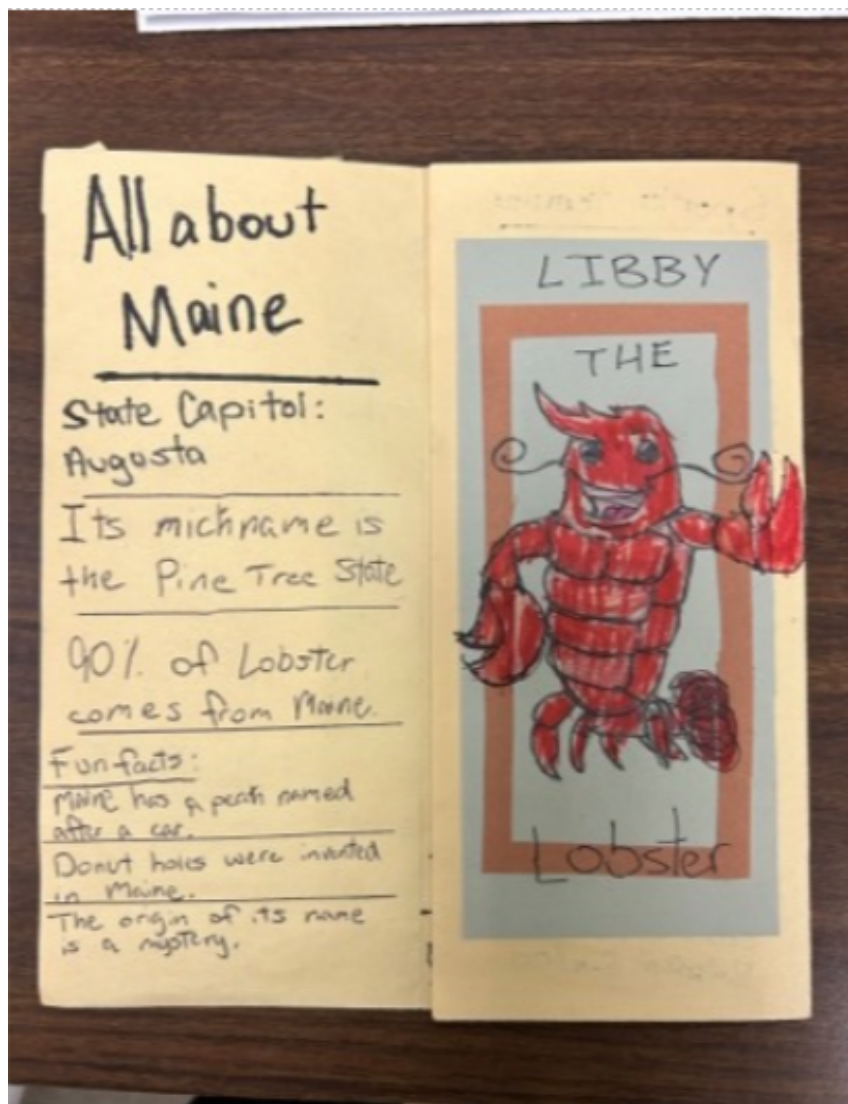 All about
Maine
State Capitol:
Augusta
Its nichname is
the Pine Tree State
90% of Lobster
comes from Maine.
Fun facts:
Maine has a named
after a car.
Donut holes were invented
in Maine.
The origin of its name
is a mystery.
LIBBY
THE
Lobster